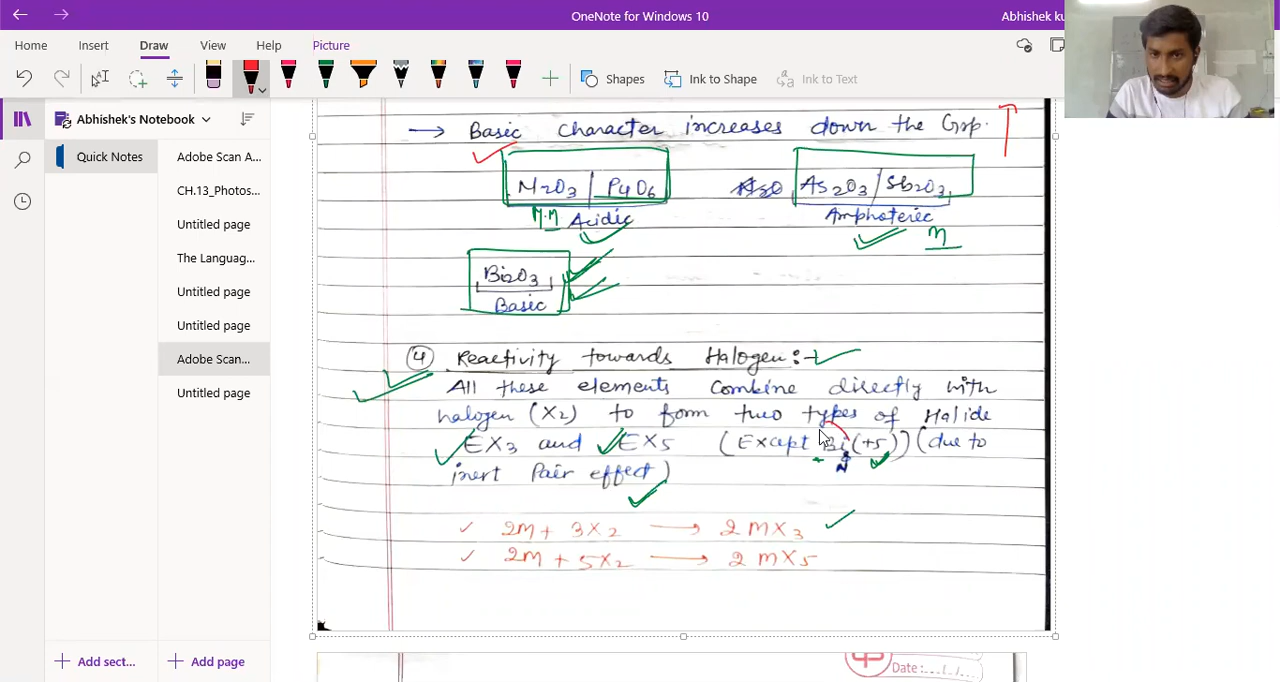 OneNote for Windows 10
Abhishek ku
Home Insert Draw View Help Picture
Shapes Ink to Shape Ink to Text
Abhishek's Notebook
Quick Notes
Adobe Scan A...
CH.13_Photos...
Untitled page
The Languag...
Untitled page
Untitled page
Adobe Scan...
Untitled page
→ Basic character increases down the Grp.
N2O3 | P4O6 As2O3 / Sb2O3
Acidic Amphoteric
Bi2O3
Basic
④ Reactivity towards Halogen:→
All these elements combine directly with
halogen (X2) to form two types of Halide
EX3 and EX5 (Except Bi(+5)) (due to
inert Pair effect)
2M + 3X2 → 2MX3
2M + 5X2 → 2MX5
+ Add sect... + Add page
Date:....../....../......